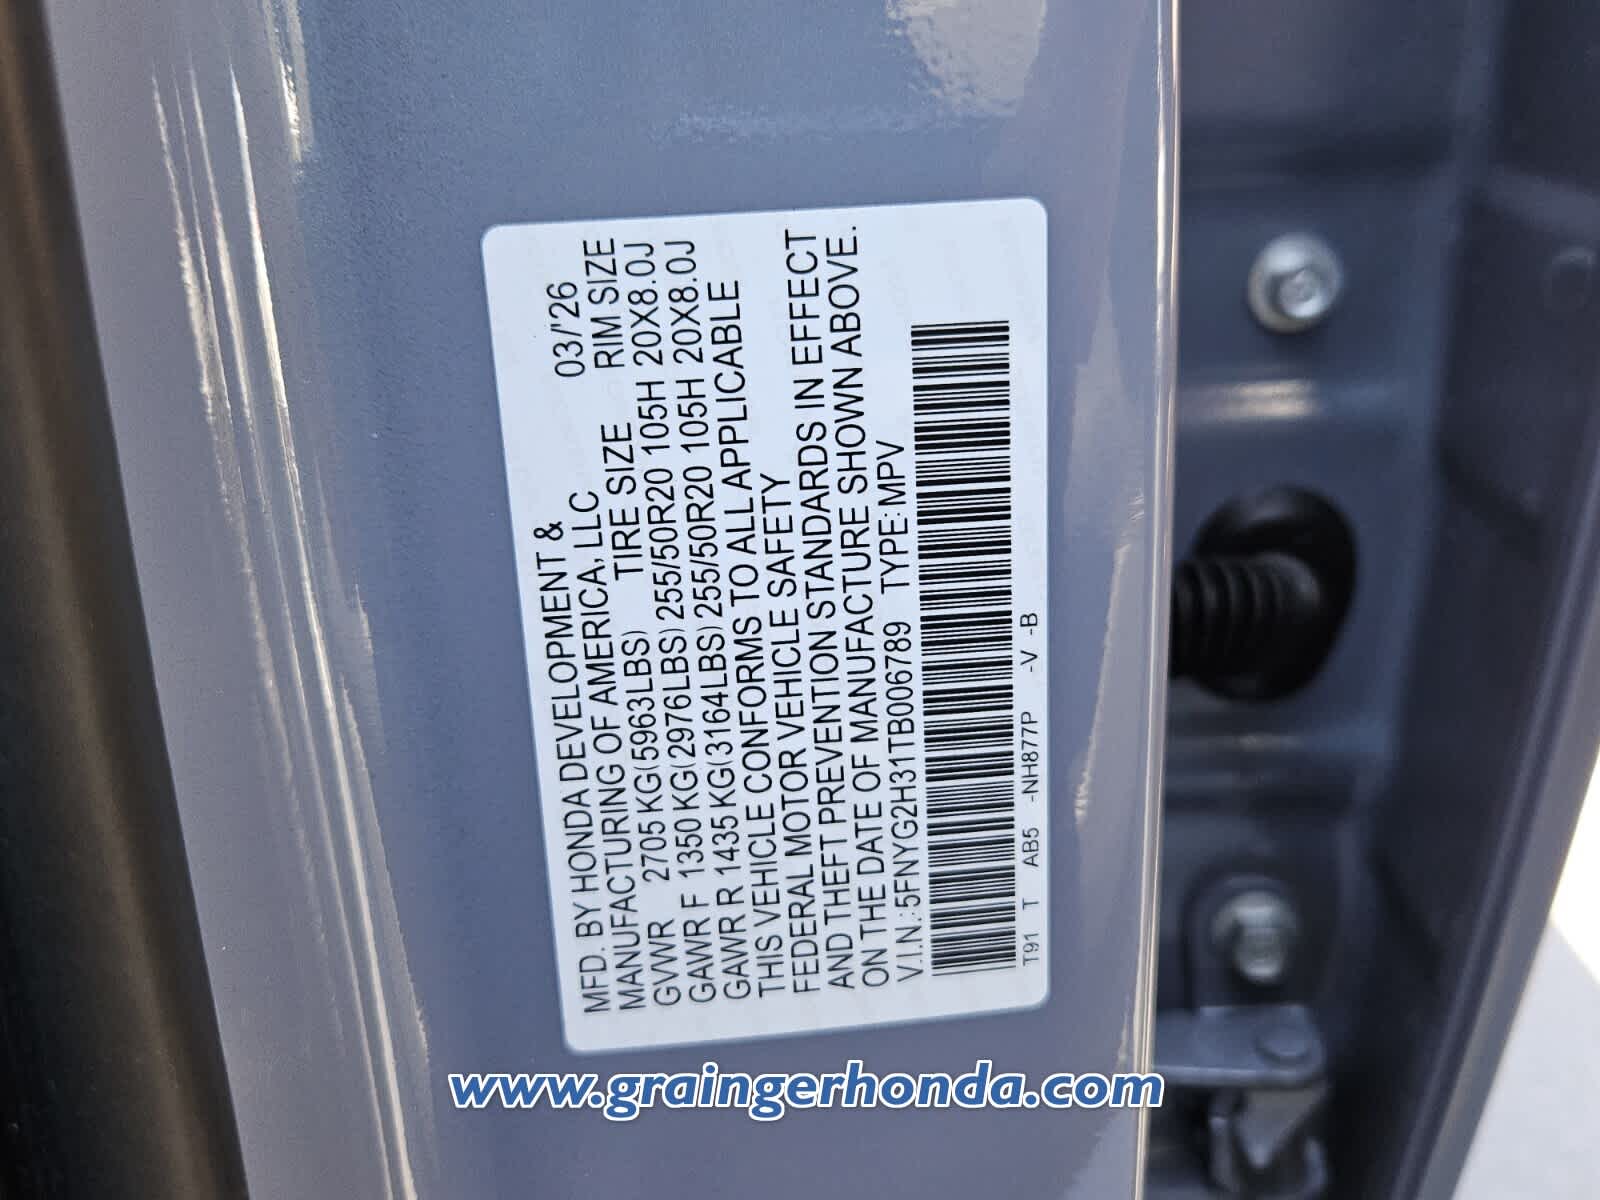 MFD. BY HONDA DEVELOPMENT & 03/'26
MANUFACTURING OF AMERICA, LLC RIM SIZE
TIRE SIZE
GVWR 2705 KG(5963LBS)
GAWR F 1350 KG(2976LBS) 255/50R20 105H 20X8.0J
GAWR R 1435 KG(3164LBS) 255/50R20 105H 20X8.0J
THIS VEHICLE CONFORMS TO ALL APPLICABLE
FEDERAL MOTOR VEHICLE SAFETY
AND THEFT PREVENTION STANDARDS IN EFFECT
ON THE DATE OF MANUFACTURE SHOWN ABOVE.
V.I.N.: 5FNYG2H31TB006789 TYPE: MPV
T91 T AB5 -NH877P -V -B
www.graingerhonda.com